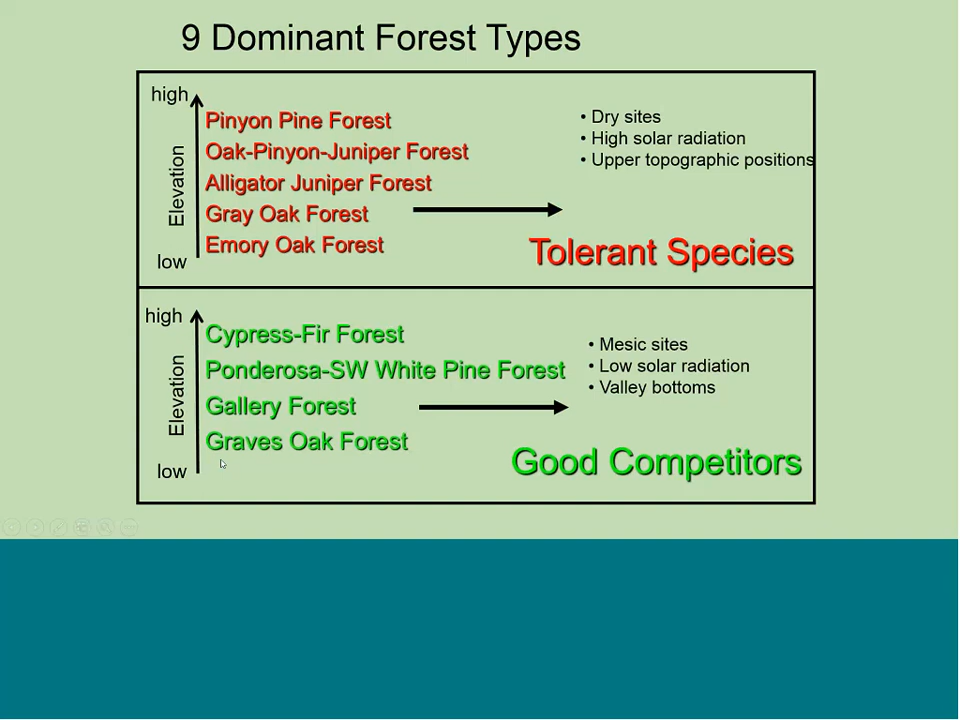 9 Dominant Forest Types
high
Elevation
low
Pinyon Pine Forest
Oak-Pinyon-Juniper Forest
Alligator Juniper Forest
Gray Oak Forest
Emory Oak Forest
• Dry sites
• High solar radiation
• Upper topographic positions
Tolerant Species
high
Elevation
low
Cypress-Fir Forest
Ponderosa-SW White Pine Forest
Gallery Forest
Graves Oak Forest
• Mesic sites
• Low solar radiation
• Valley bottoms
Good Competitors